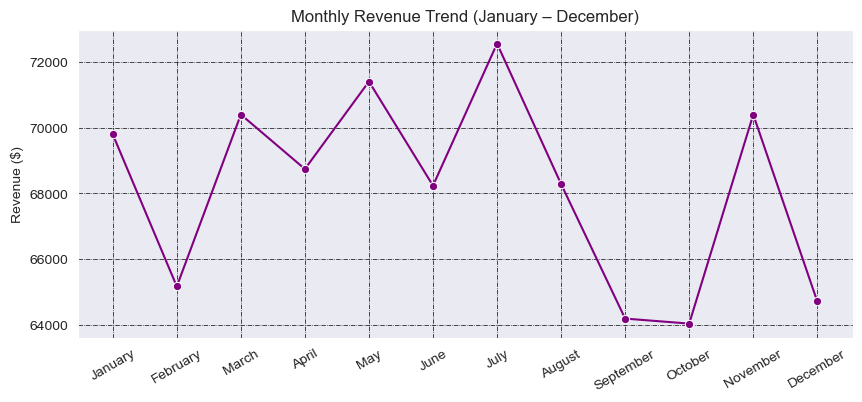 Monthly Revenue Trend (January – December)
Revenue ($)
72000
70000
68000
66000
64000
January
February
March
April
May
June
July
August
September
October
November
December